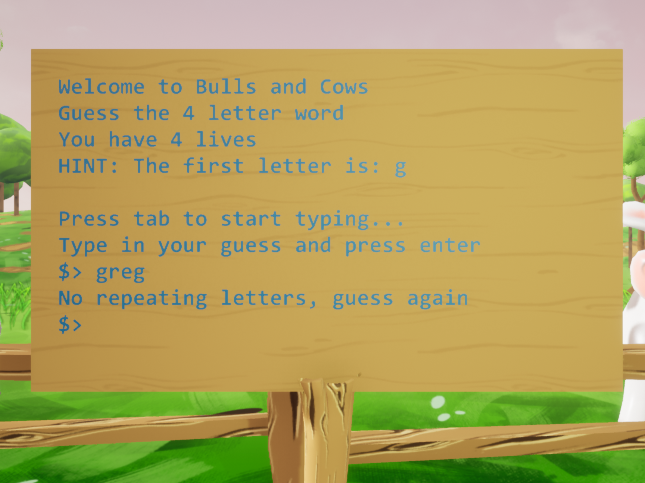 Welcome to Bulls and Cows
Guess the 4 letter word
You have 4 lives
HINT: The first letter is: g
Press tab to start typing...
Type in your guess and press enter
$> greg
No repeating letters, guess again
$>